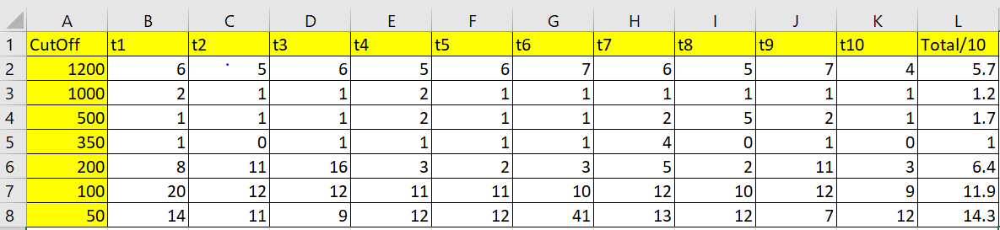 A B C D E F G H I J K L
1 CutOff t1 t2 t3 t4 t5 t6 t7 t8 t9 t10 Total/10
2 1200 6 5 6 5 6 7 6 5 7 4 5.7
3 1000 2 1 1 2 1 1 1 1 1 1 1.2
4 500 1 1 1 2 1 1 2 5 2 1 1.7
5 350 1 0 1 1 1 1 4 0 1 0 1
6 200 8 11 16 3 2 3 5 2 11 3 6.4
7 100 20 12 12 11 11 10 12 10 12 9 11.9
8 50 14 11 9 12 12 41 13 12 7 12 14.3